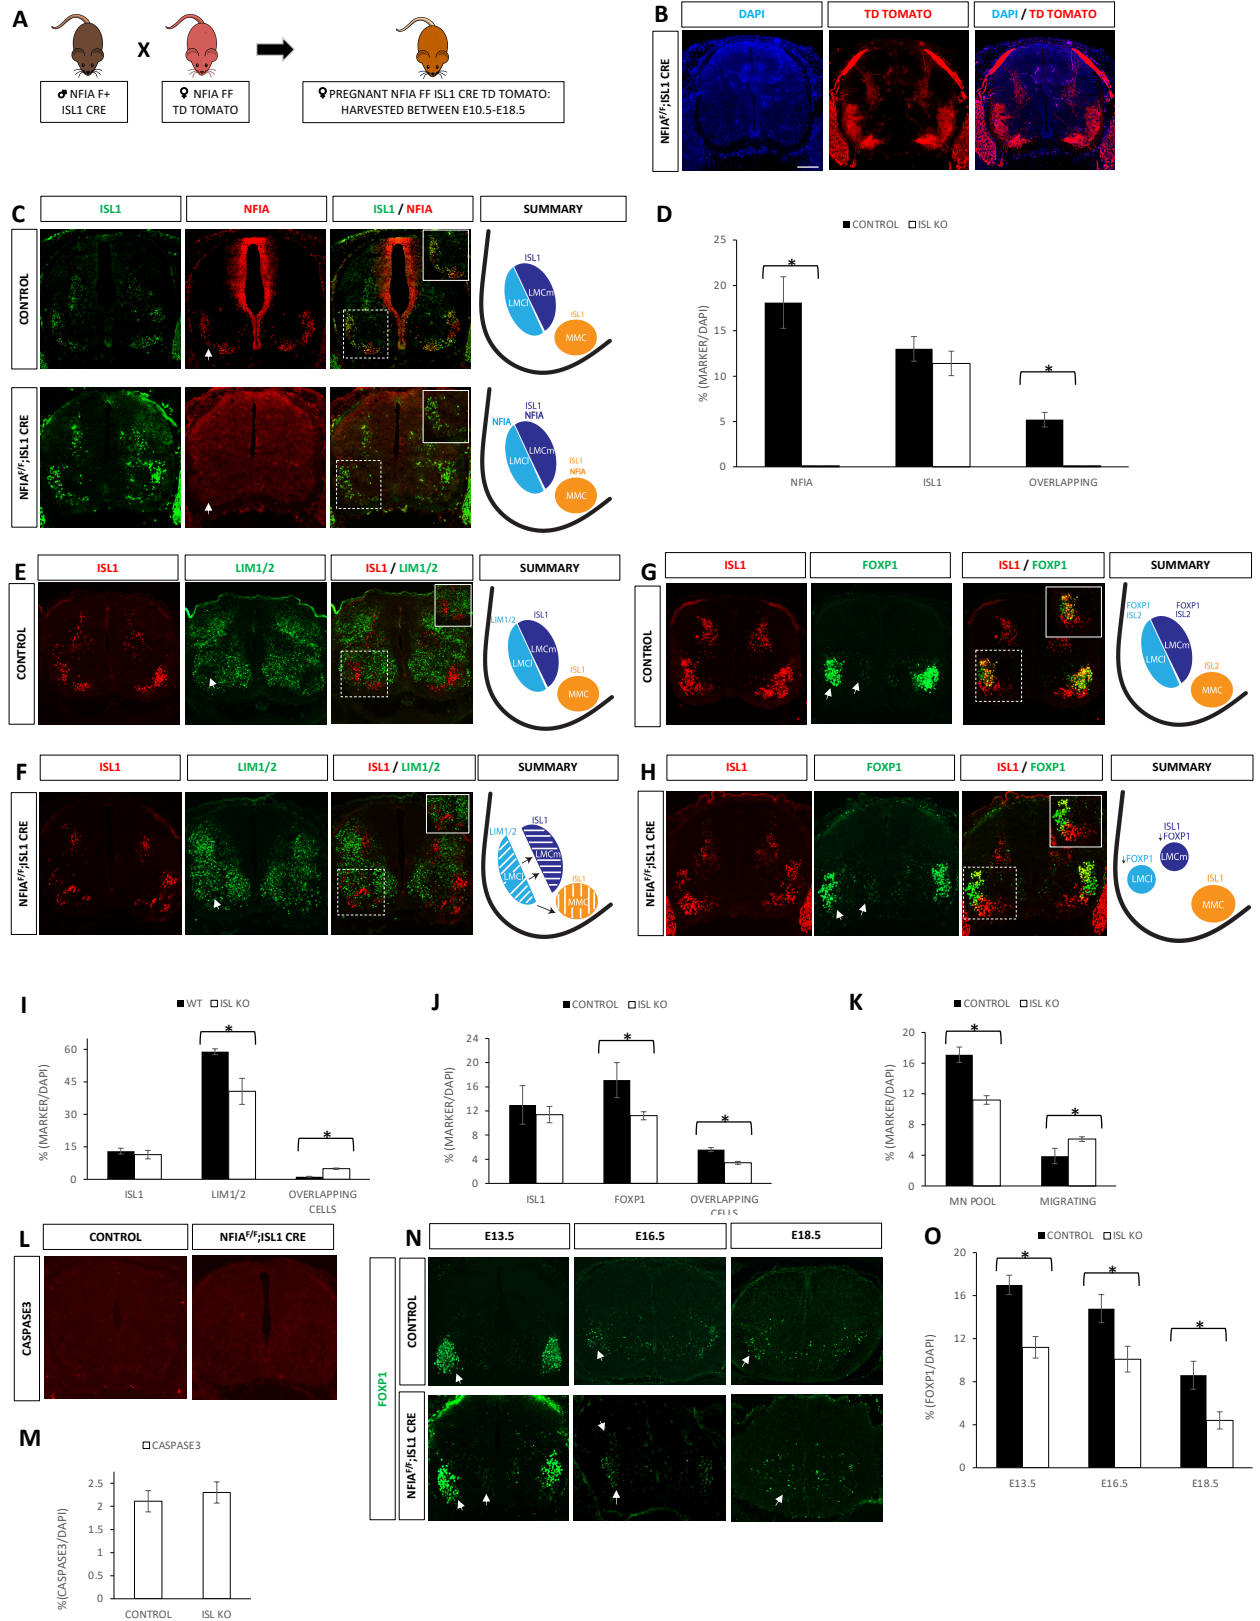 A
X
♂ NFIA F+
ISL1 CRE
♀ NFIA FF
TD TOMATO
♀ PREGNANT NFIA FF ISL1 CRE TD TOMATO:
HARVESTED BETWEEN E10.5-E18.5
B
DAPI
TD TOMATO
DAPI / TD TOMATO
NFIA^F/F;ISL1 CRE
C
ISL1
NFIA
ISL1 / NFIA
SUMMARY
CONTROL
ISL1
LMCl
LMCm
ISL1
MMC
NFIA^F/F;ISL1 CRE
ISL1
NFIA
NFIA
LMCl
LMCm
ISL1
NFIA
MMC
D
CONTROL
ISL KO
% (MARKER/DAPI)
25
20
15
10
5
0
*
*
NFIA
ISL1
OVERLAPPING
E
ISL1
LIM1/2
ISL1 / LIM1/2
SUMMARY
CONTROL
LIM1/2
ISL1
LMCl
LMCm
ISL1
MMC
F
ISL1
LIM1/2
ISL1 / LIM1/2
SUMMARY
NFIA^F/F;ISL1 CRE
ISL1
LIM1/2
LMCm
LMCl
ISL1
MMC
G
ISL1
FOXP1
ISL1 / FOXP1
SUMMARY
CONTROL
FOXP1
ISL2
FOXP1
ISL2
LMCl
LMCm
ISL2
MMC
H
ISL1
FOXP1
ISL1 / FOXP1
SUMMARY
NFIA^F/F;ISL1 CRE
ISL1
↓FOXP1
LMCm
↓FOXP1
LMCl
ISL1
MMC
I
WT
ISL KO
% (MARKER/DAPI)
60
45
30
15
0
*
*
ISL1
LIM1/2
OVERLAPPING
CELLS
J
CONTROL
ISL KO
% (MARKER/DAPI)
24
20
16
12
8
4
0
*
*
ISL1
FOXP1
OVERLAPPING
CELLS
K
CONTROL
ISL KO
% (MARKER/DAPI)
20
16
12
8
4
0
*
*
MN POOL
MIGRATING
L
CONTROL
NFIA^F/F;ISL1 CRE
CASPASE3
M
CASPASE3
%(CASPASE3/DAPI)
2.5
2
1.5
1
0.5
0
CONTROL
ISL KO
N
E13.5
E16.5
E18.5
FOXP1
CONTROL
NFIA^F/F;ISL1 CRE
O
CONTROL
ISL KO
% (FOXP1/DAPI)
20
16
12
8
4
0
*
*
*
E13.5
E16.5
E18.5